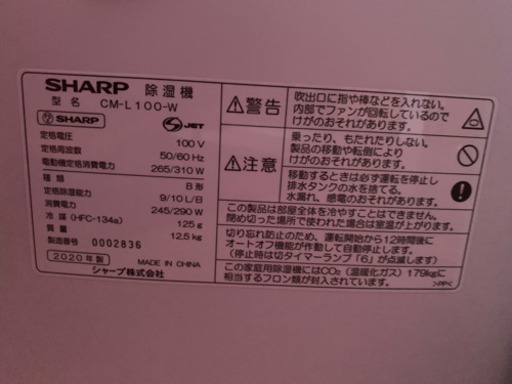 SHARP 除湿機
型名 CM-L100-W
SHARP
JET
定格電圧 100 V
定格周波数 50/60 Hz
電動機定格消費電力 265/310 W
種類 B 形
定格除湿能力 9/10 L/日
消費電力 245/290 W
冷媒(HFC-134a) 125 g
質量 12.5 kg
製造番号 0002836
2020年製 MADE IN CHINA
シャープ株式会社
警告
吹出口に指や棒などを入れない。
内部でファンが回転しているので
けがのおそれがあります。
注意
乗ったり、もたれたりしない。
製品の移動や転倒により
けがのおそれがあります。
移動するときは必ず運転を停止し
排水タンクの水を捨てる。
水漏れ、感電のおそれがあります。
この製品は部屋全体を冷やすことはできません。
閉め切った場所で使われた場合は室温が上がります。
切り忘れ防止のため、運転開始から12時間後に
オートオフ機能が作動して自動停止します。
(停止時は切タイマーランプ「6」が点滅します)
この家庭用除湿機にはCO₂(温暖化ガス)179kgに
相当するフロン類が封入されています。
>PP<